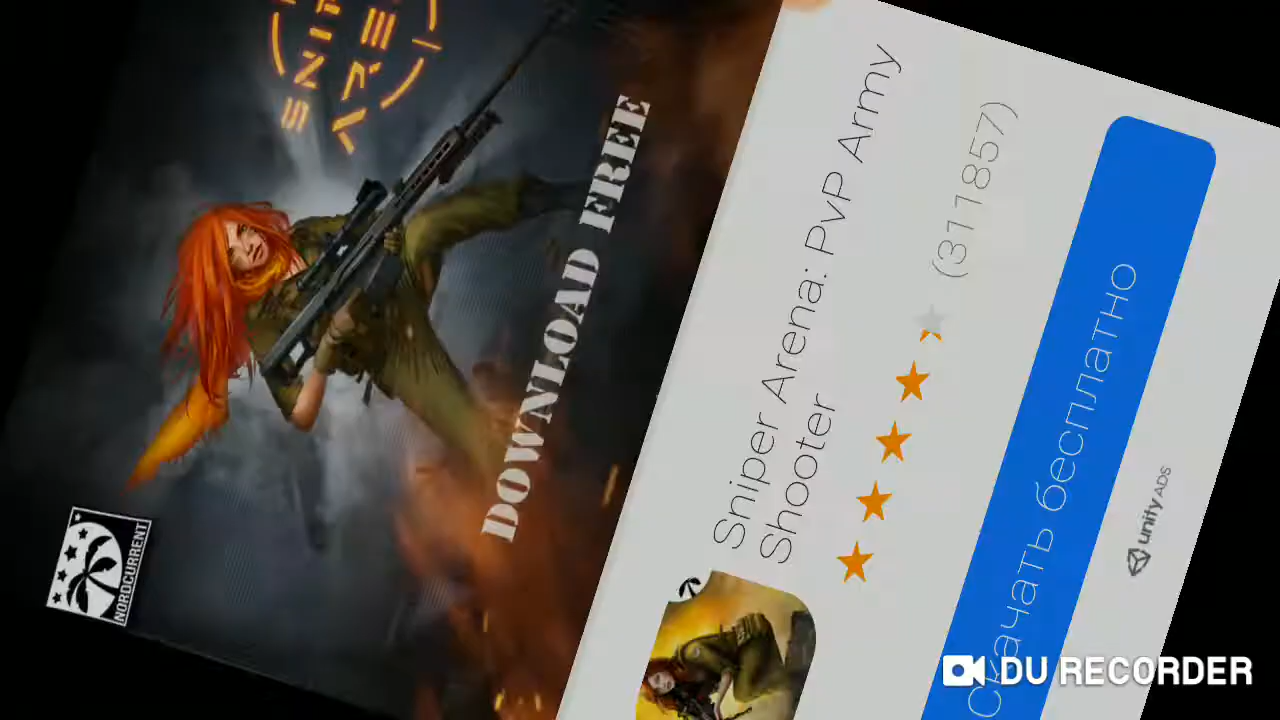 DOWNLOAD FREE
NORDCURRENT
Sniper Arena: PvP Army
Shooter
(311857)
Скачать бесплатно
unity ADS
DU RECORDER